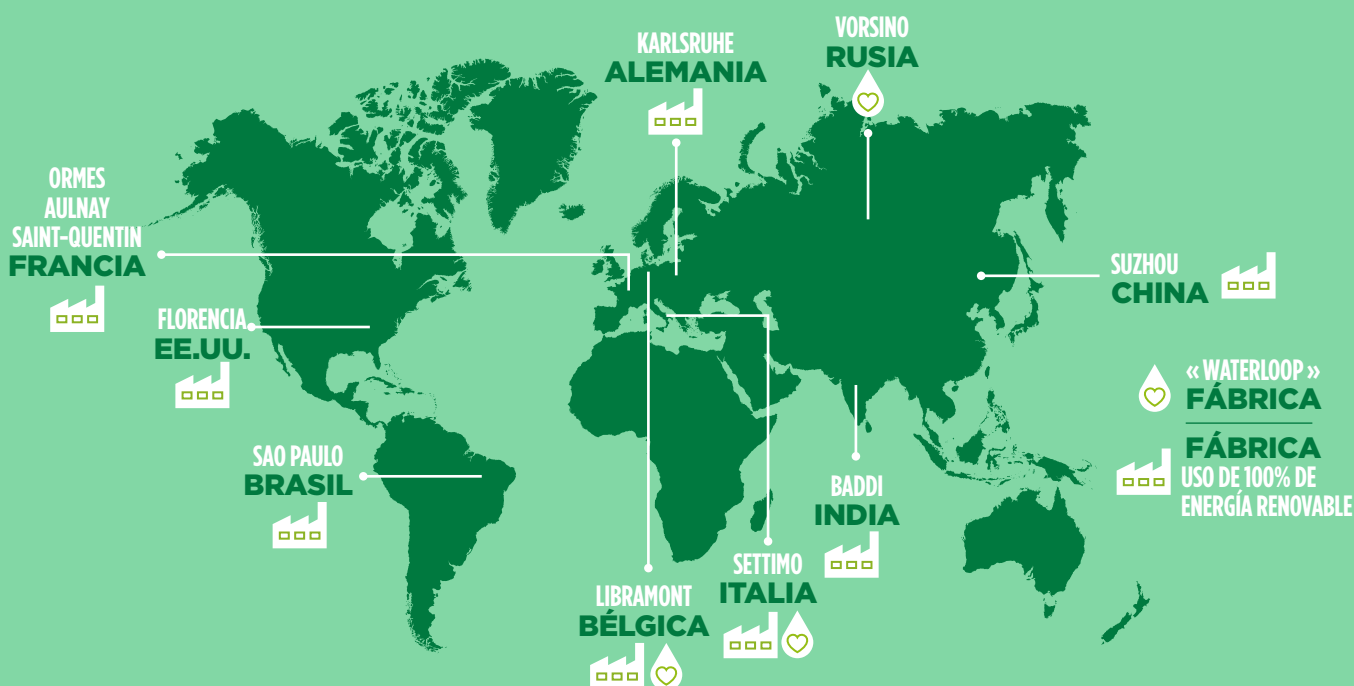 KARLSRUHE
ALEMANIA
VORSINO
RUSIA
ORMES
AULNAY
SAINT-QUENTIN
FRANCIA
SUZHOU
CHINA
FLORENCIA
EE.UU.
« WATERLOOP »
FÁBRICA
FÁBRICA
USO DE 100% DE
ENERGÍA RENOVABLE
SAO PAULO
BRASIL
BADDI
INDIA
SETTIMO
ITALIA
LIBRAMONT
BÉLGICA